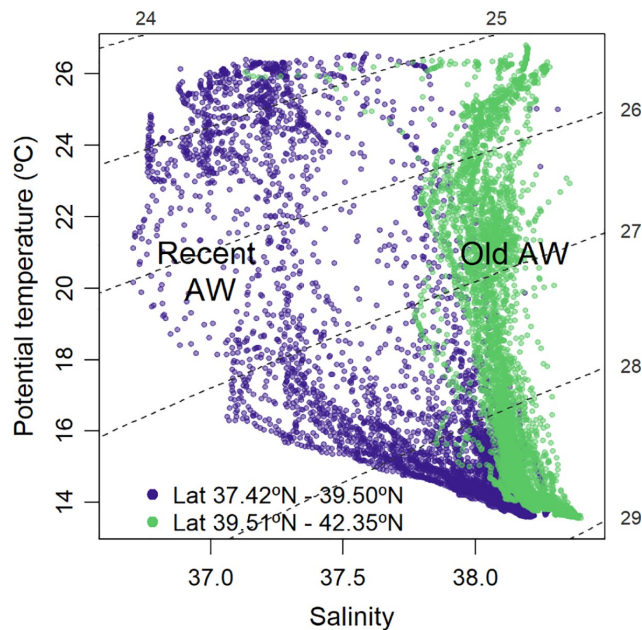 24
25
26
24
22
20
18
16
14
Potential temperature (ºC)
Recent
AW
Old AW
26
27
28
29
Lat 37.42ºN - 39.50ºN
Lat 39.51ºN - 42.35ºN
37.0
37.5
38.0
Salinity